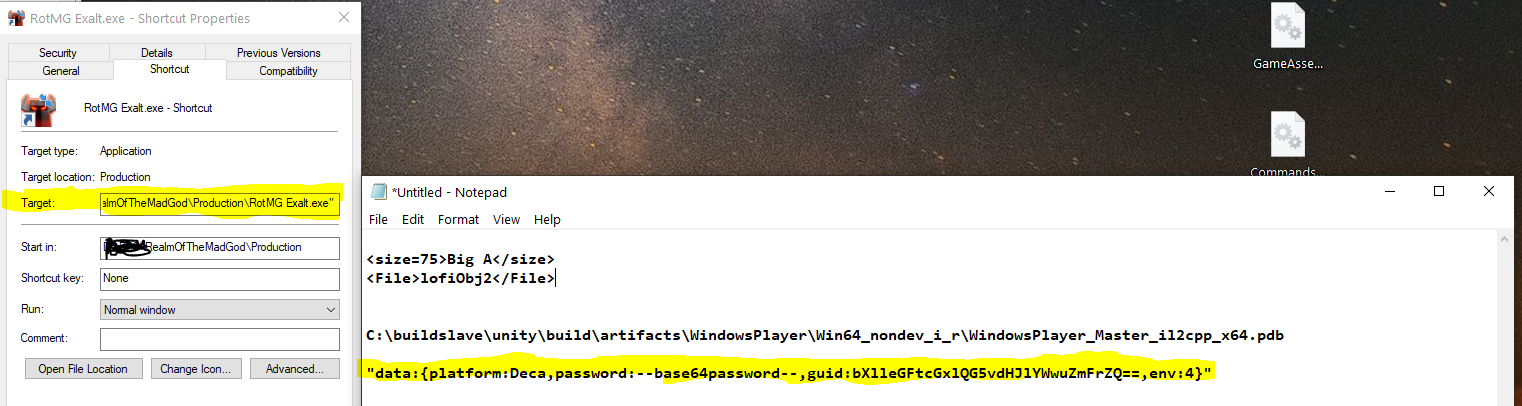 RotMG Exalt.exe - Shortcut Properties
Security Details Previous Versions
General Shortcut Compatibility
RotMG Exalt.exe - Shortcut
Target type: Application
Target location: Production
Target: almOfTheMadGod\Production\RotMG Exalt.exe"
Start in: RealmOfTheMadGod\Production
Shortcut key: None
Run: Normal window
Comment:
Open File Location Change Icon... Advanced...
GameAsse...
Commands...
*Untitled - Notepad
File Edit Format View Help
<size=75>Big A</size>
<File>lofiObj2</File>
C:\buildslave\unity\build\artifacts\WindowsPlayer\Win64_nondev_i_r\WindowsPlayer_Master_il2cpp_x64.pdb
"data:{platform:Deca,password:--base64password--,guid:bXlleGFtcGxlQG5vdHJlYWwuZmFrZQ==,env:4}"